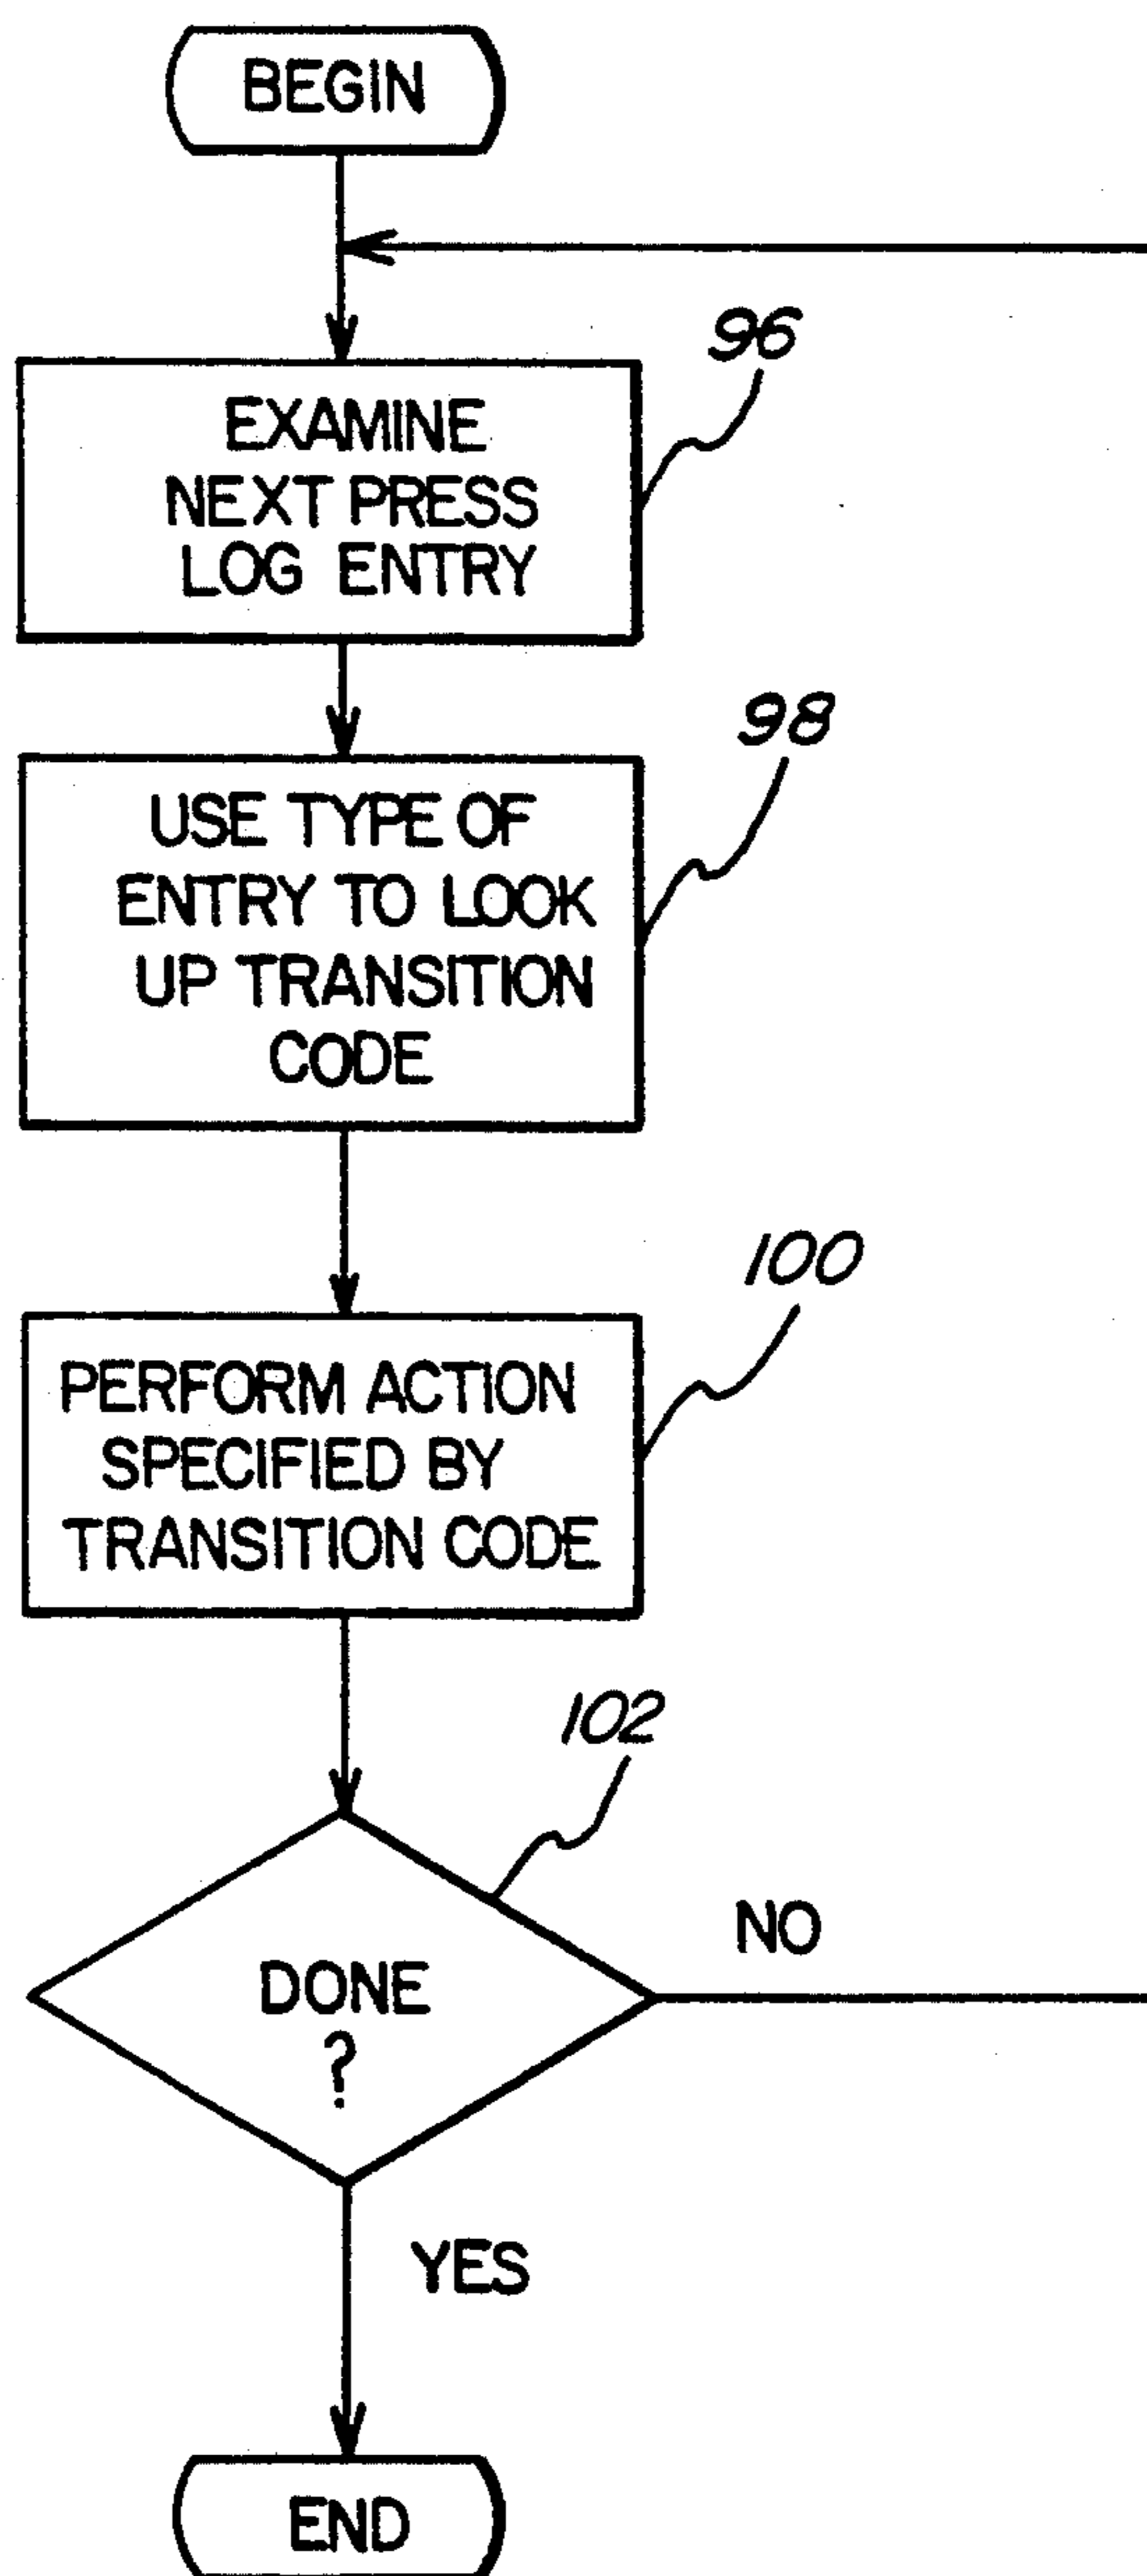 BEGIN
96
EXAMINE
NEXT PRESS
LOG ENTRY
98
USE TYPE OF
ENTRY TO LOOK
UP TRANSITION
CODE
100
PERFORM ACTION
SPECIFIED BY
TRANSITION CODE
102
NO
DONE
?
YES
END